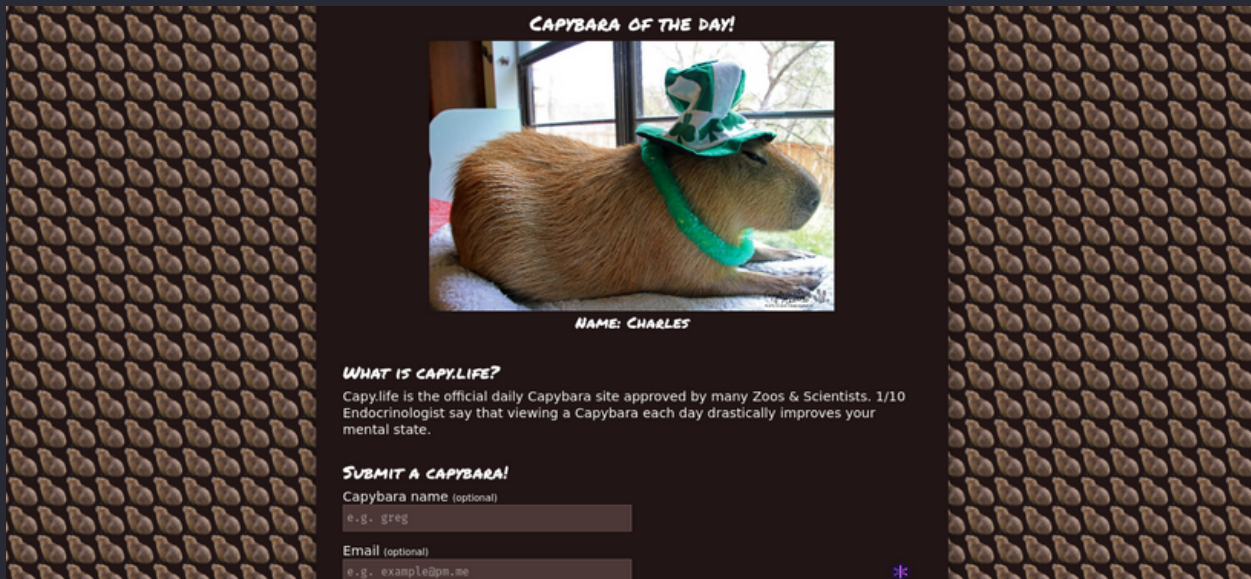 Capybara of the day!
Name: Charles
What is capy.life?
Capy.life is the official daily Capybara site approved by many Zoos & Scientists. 1/10
Endocrinologist say that viewing a Capybara each day drastically improves your
mental state.
Submit a capybara!
Capybara name (optional)
e.g. greg
Email (optional)
e.g. example@pm.me